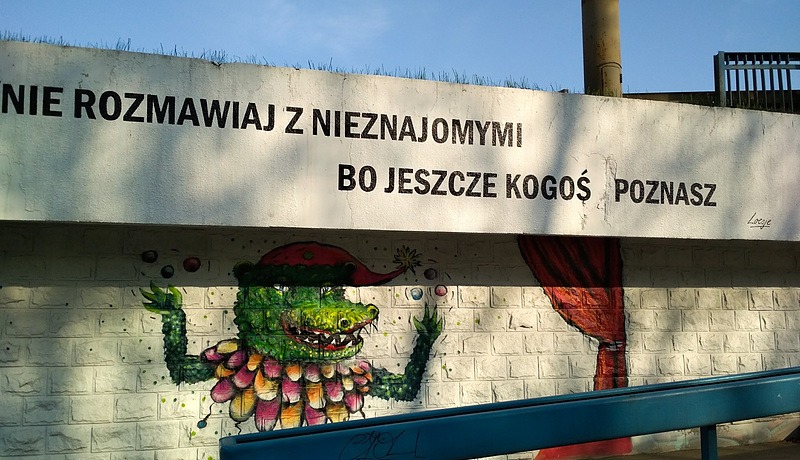 NIE ROZMAWIAJ Z NIEZNAJOMYMI
BO JESZCZE KOGOŚ POZNASZ